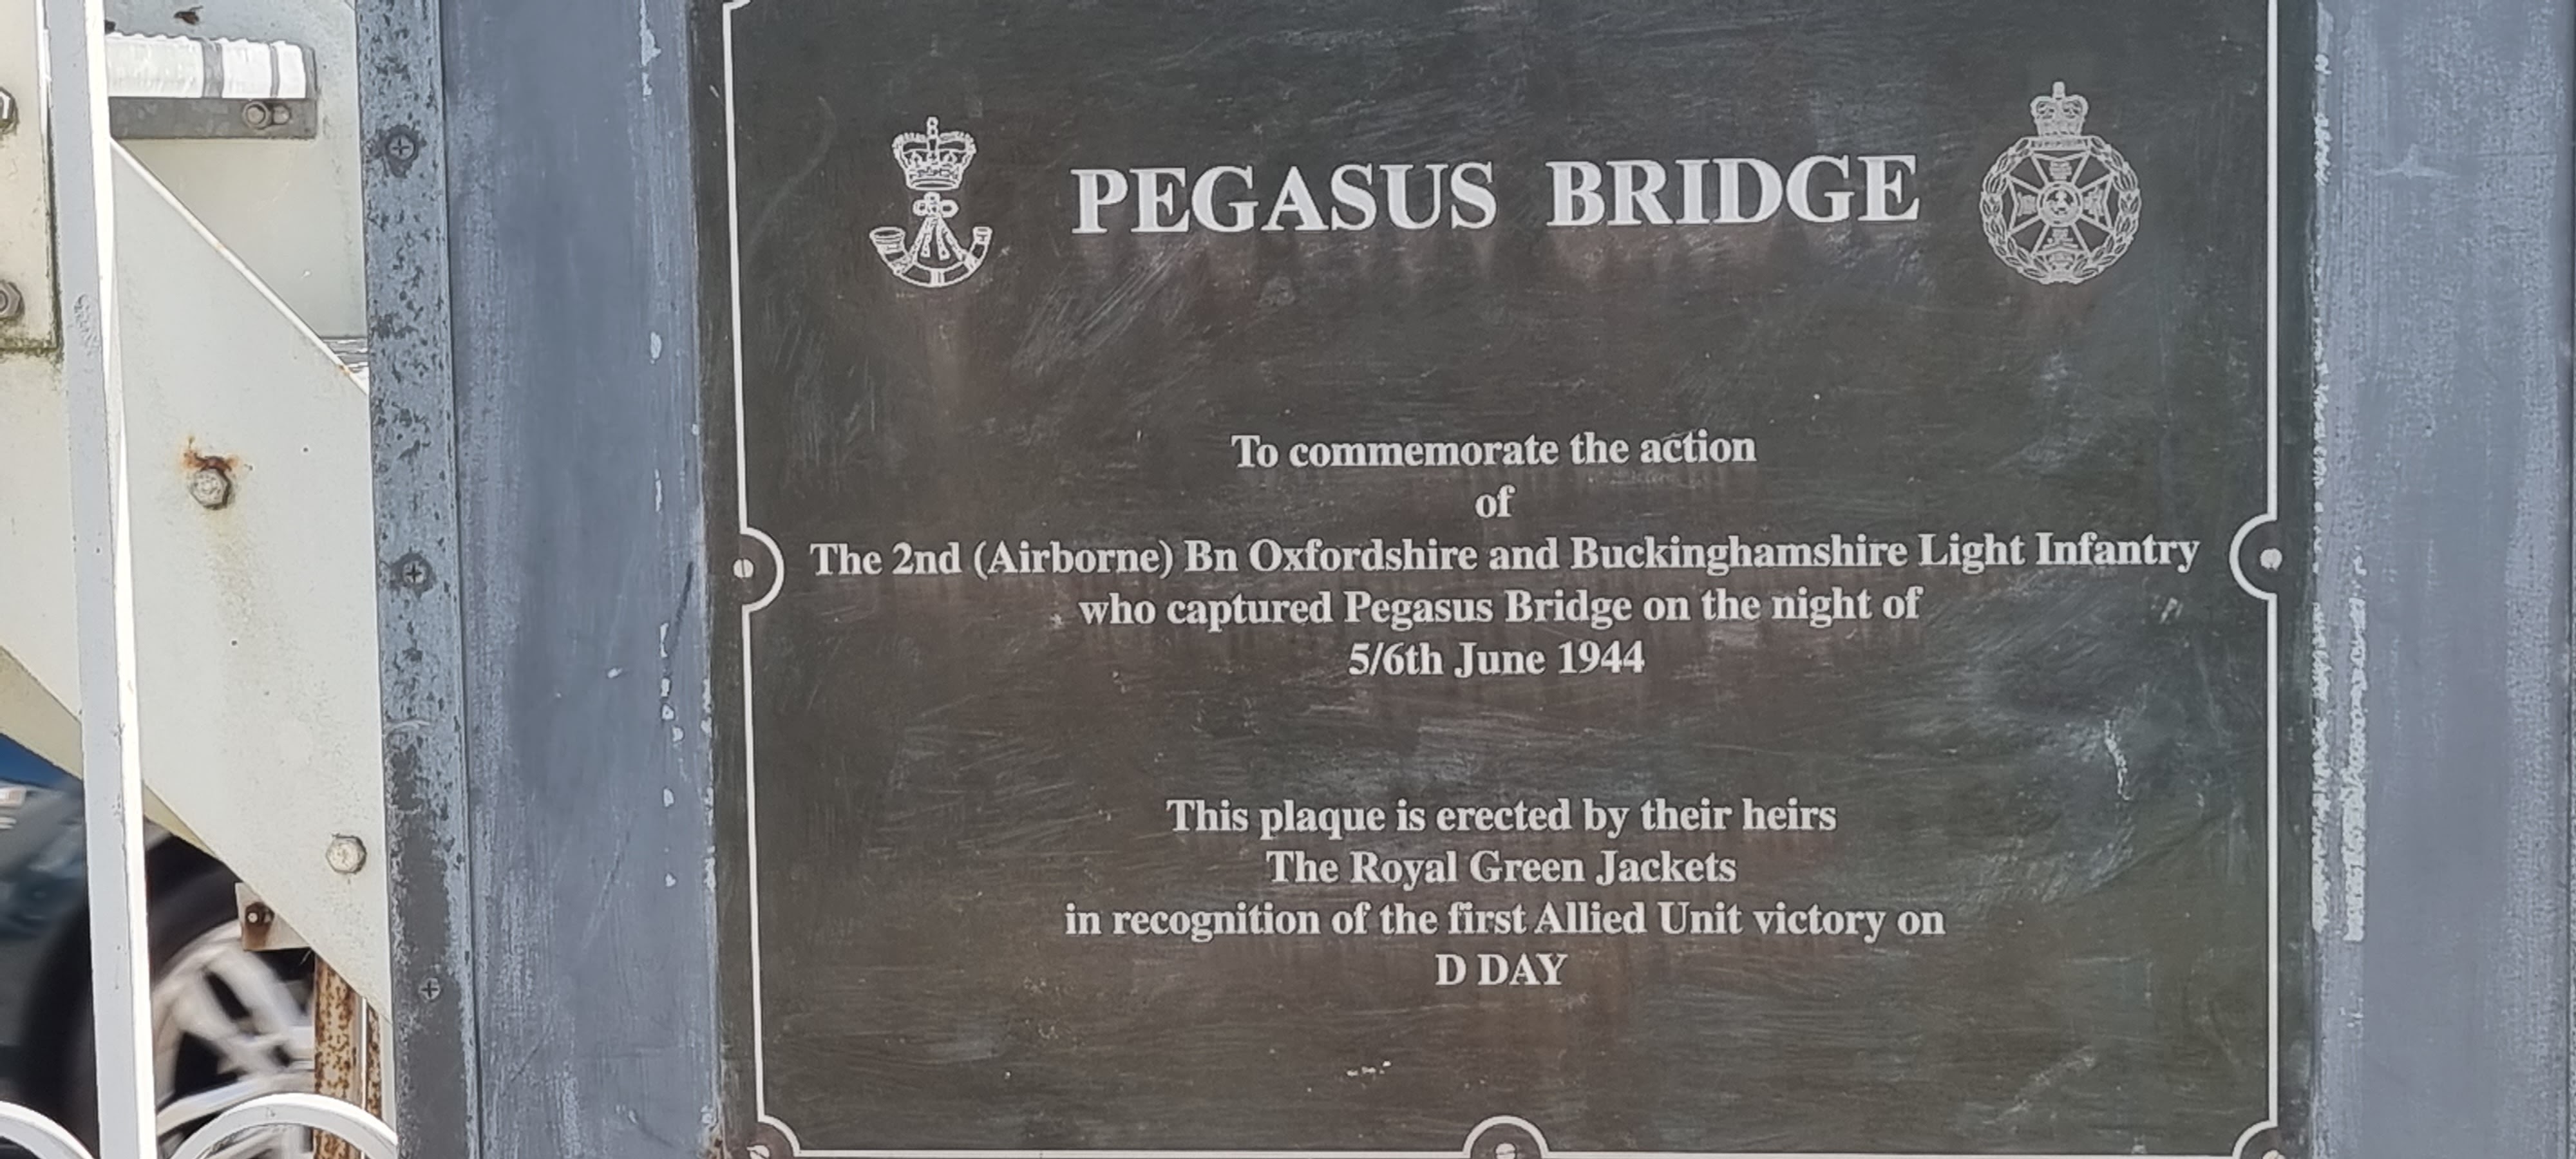 PEGASUS BRIDGE
To commemorate the action
of
The 2nd (Airborne) Bn Oxfordshire and Buckinghamshire Light Infantry
who captured Pegasus Bridge on the night of
5/6th June 1944
This plaque is erected by their heirs
The Royal Green Jackets
in recognition of the first Allied Unit victory on
D DAY